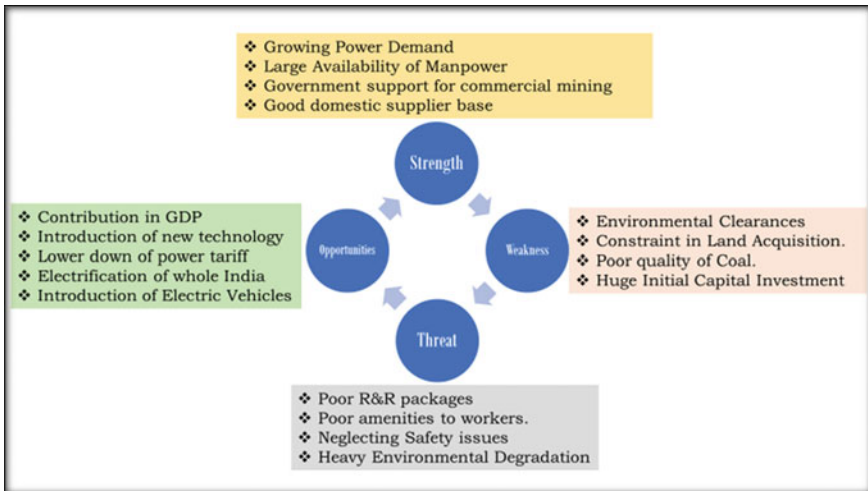 ❖ Growing Power Demand
❖ Large Availability of Manpower
❖ Government support for commercial mining
❖ Good domestic supplier base
Strength
❖ Contribution in GDP
❖ Introduction of new technology
❖ Lower down of power tariff
❖ Electrification of whole India
❖ Introduction of Electric Vehicles
Opportunities
Weakness
❖ Environmental Clearances
❖ Constraint in Land Acquisition.
❖ Poor quality of Coal.
❖ Huge Initial Capital Investment
Threat
❖ Poor R&R packages
❖ Poor amenities to workers.
❖ Neglecting Safety issues
❖ Heavy Environmental Degradation